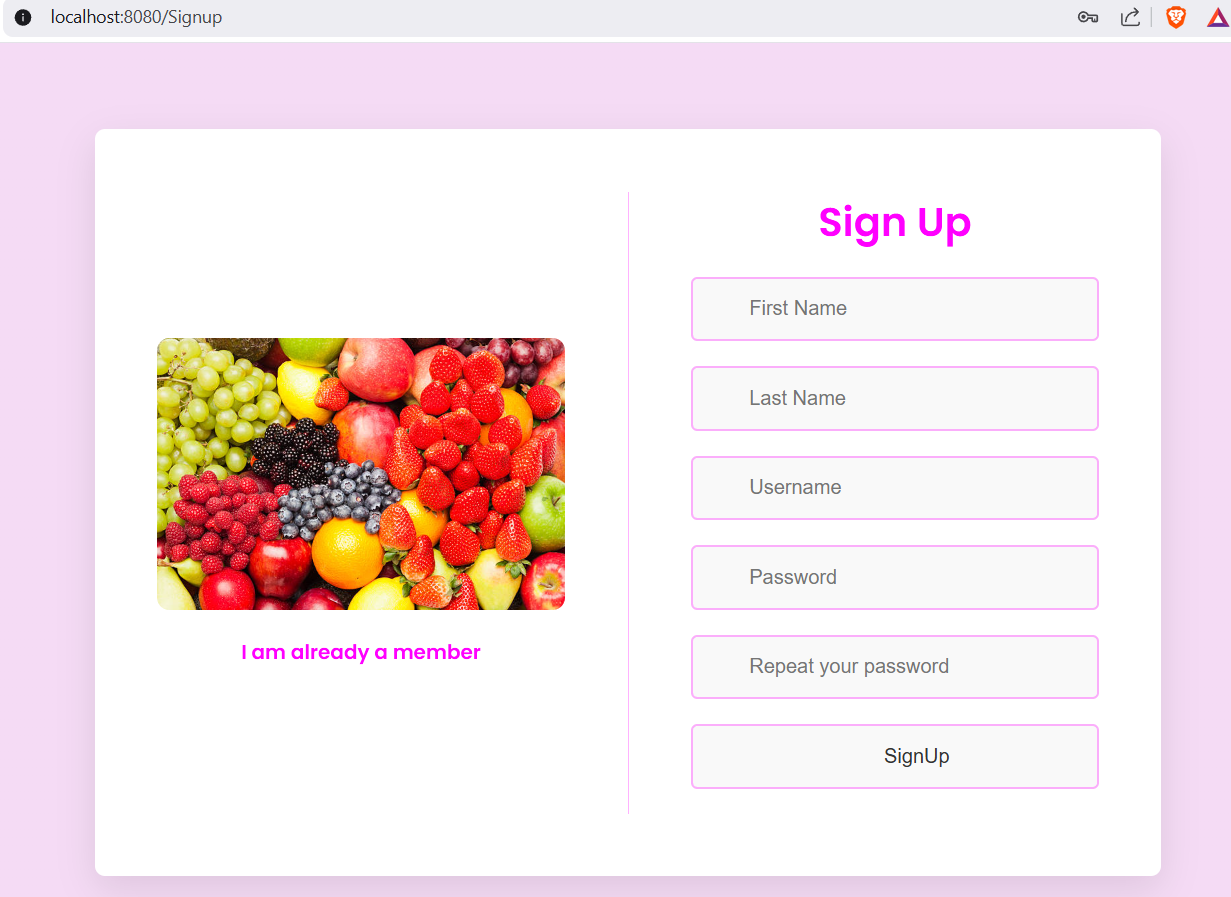 localhost:8080/Signup
Sign Up
First Name
Last Name
Username
Password
Repeat your password
SignUp
I am already a member